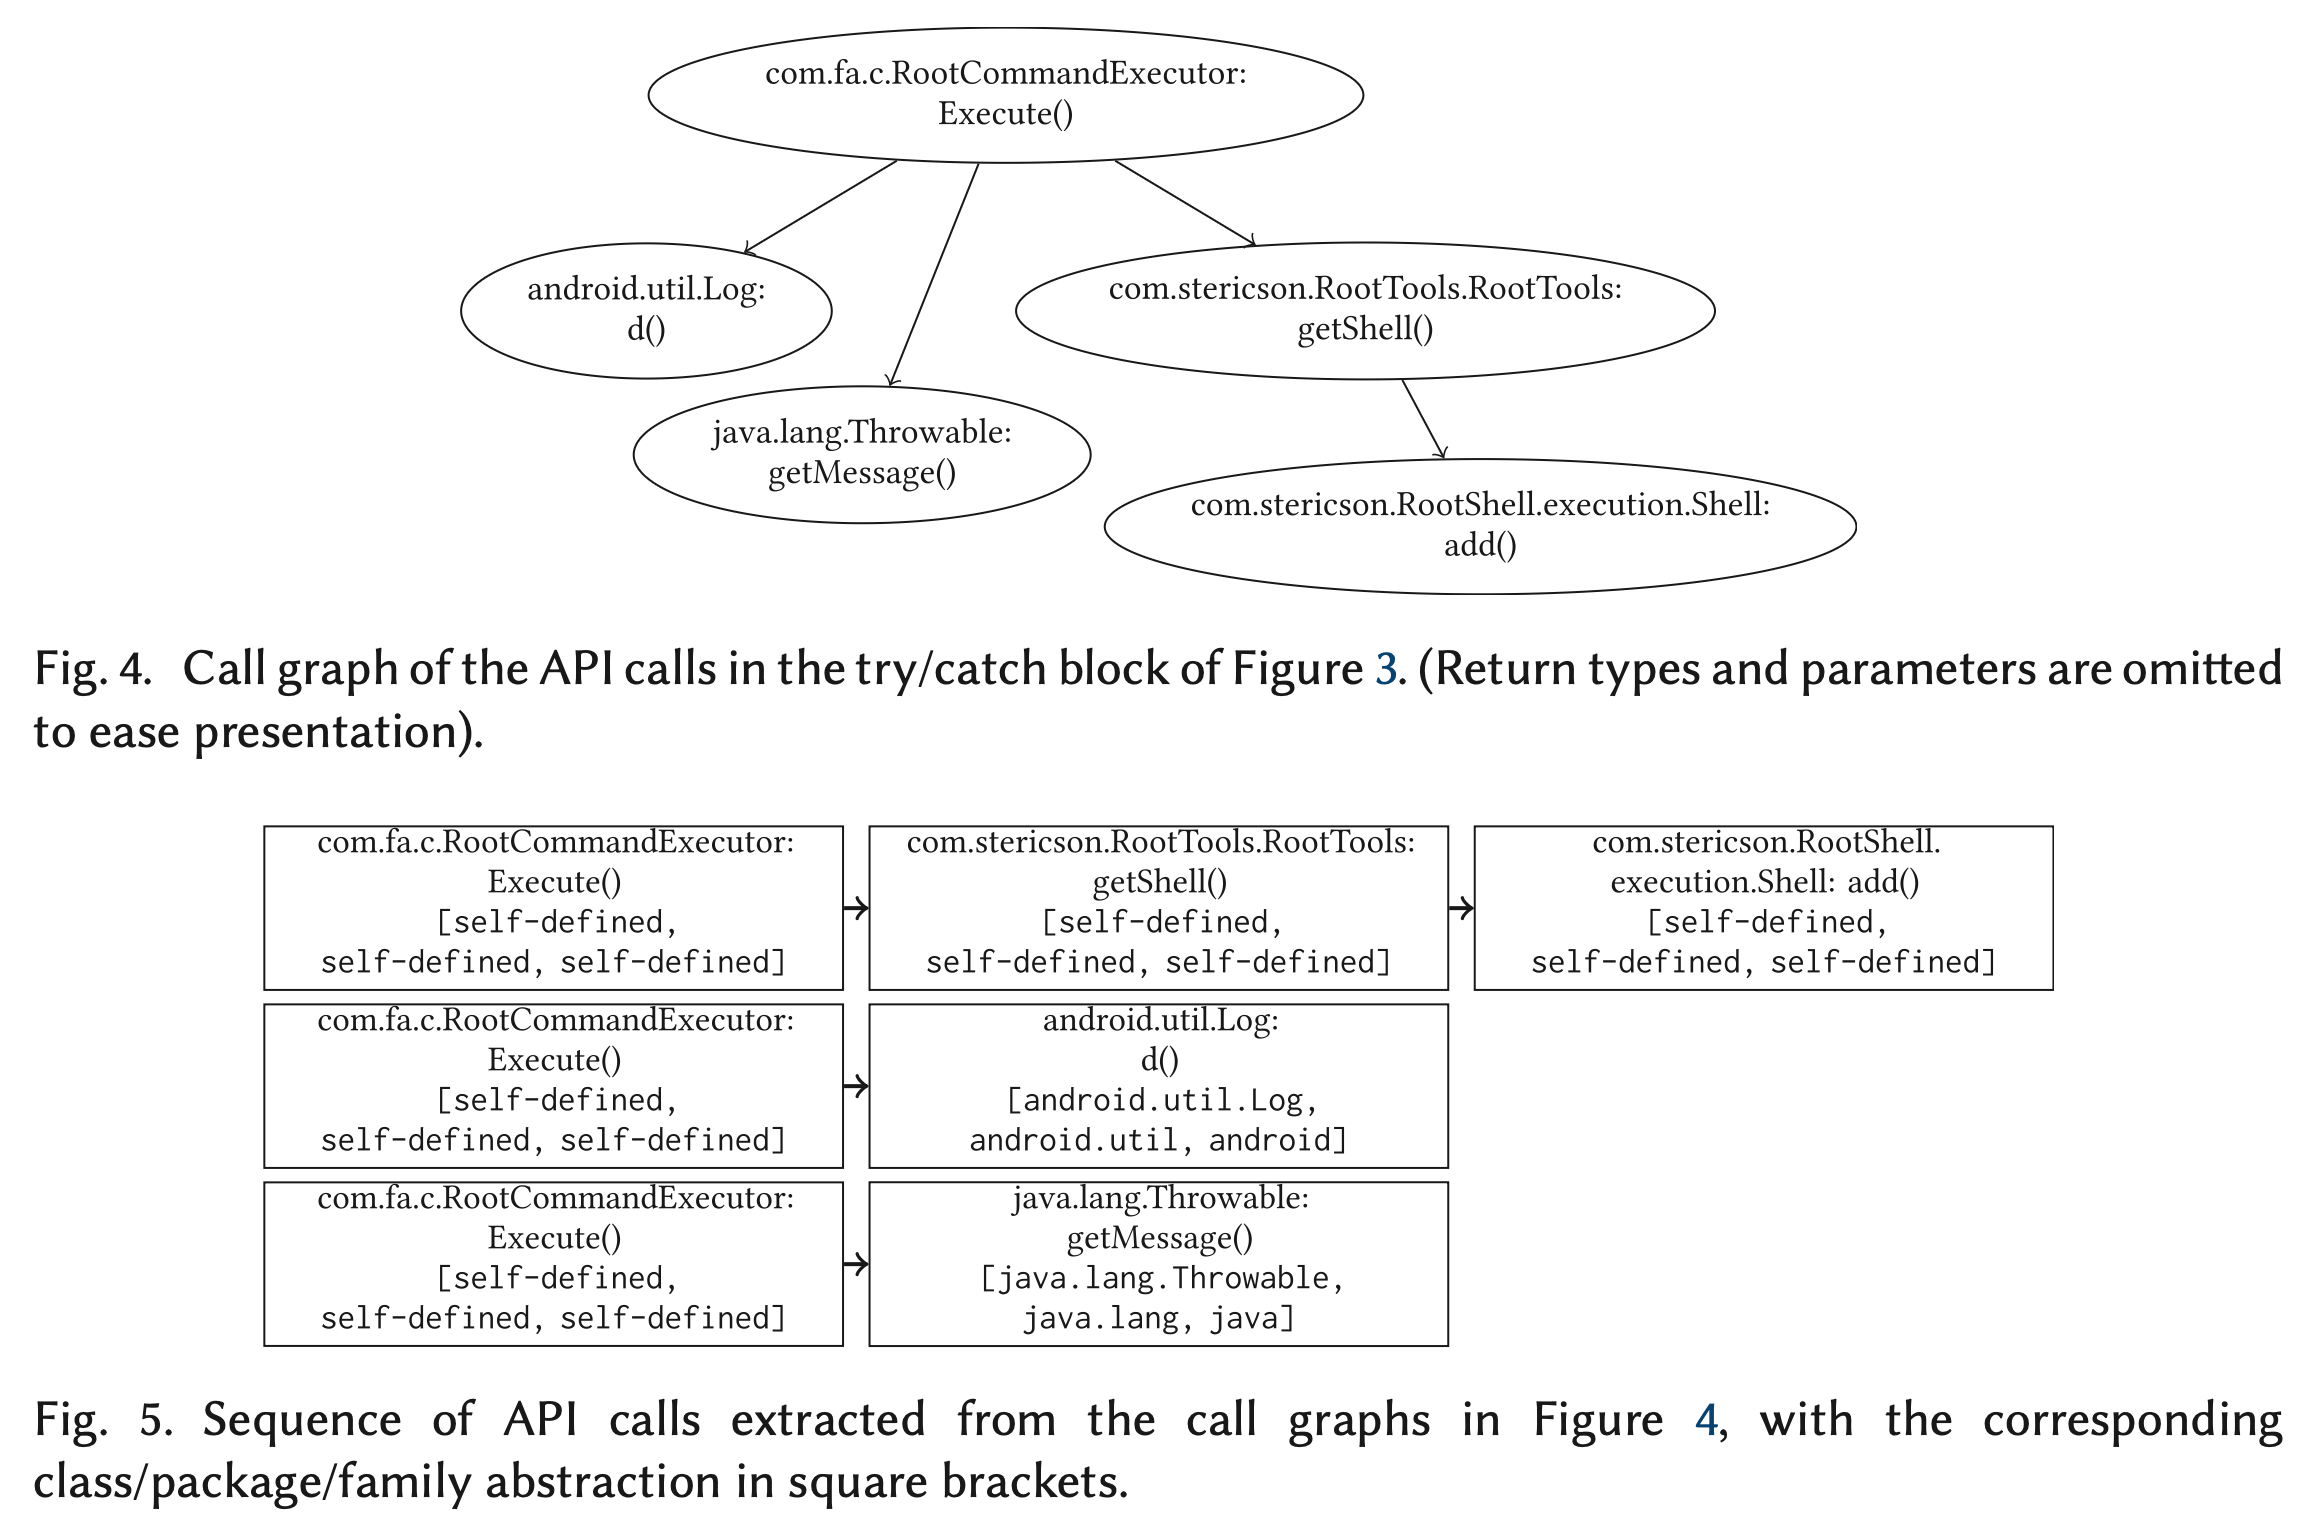 com.fa.c.RootCommandExecutor:
Execute()
android.util.Log:
d()
com.stericson.RootTools.RootTools:
getShell()
java.lang.Throwable:
getMessage()
com.stericson.RootShell.execution.Shell:
add()
Fig. 4. Call graph of the API calls in the try/catch block of Figure 3. (Return types and parameters are omitted
to ease presentation).
com.fa.c.RootCommandExecutor:
Execute()
[self-defined,
self-defined, self-defined]
com.stericson.RootTools.RootTools:
getShell()
[self-defined,
self-defined, self-defined]
com.stericson.RootShell.
execution.Shell: add()
[self-defined,
self-defined, self-defined]
com.fa.c.RootCommandExecutor:
Execute()
[self-defined,
self-defined, self-defined]
android.util.Log:
d()
[android.util.Log,
android.util, android]
com.fa.c.RootCommandExecutor:
Execute()
[self-defined,
self-defined, self-defined]
java.lang.Throwable:
getMessage()
[java.lang.Throwable,
java.lang, java]
Fig. 5. Sequence of API calls extracted from the call graphs in Figure 4, with the corresponding
class/package/family abstraction in square brackets.